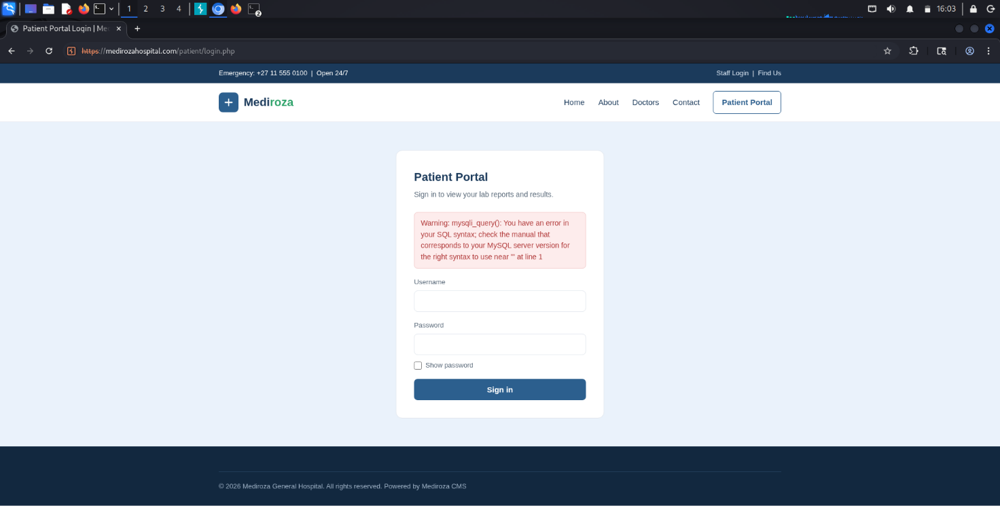 1 2 3 4 2 16:03
Patient Portal Login | Med
https://medirozahospital.com/patient/login.php
Emergency: +27 11 555 0100 | Open 24/7 Staff Login | Find Us
Mediroza Home About Doctors Contact Patient Portal
Patient Portal
Sign in to view your lab reports and results.
Warning: mysqli_query(): You have an error in
your SQL syntax; check the manual that
corresponds to your MySQL server version for
the right syntax to use near ''' at line 1
Username
Password
Show password
Sign in
© 2026 Mediroza General Hospital. All rights reserved. Powered by Mediroza CMS